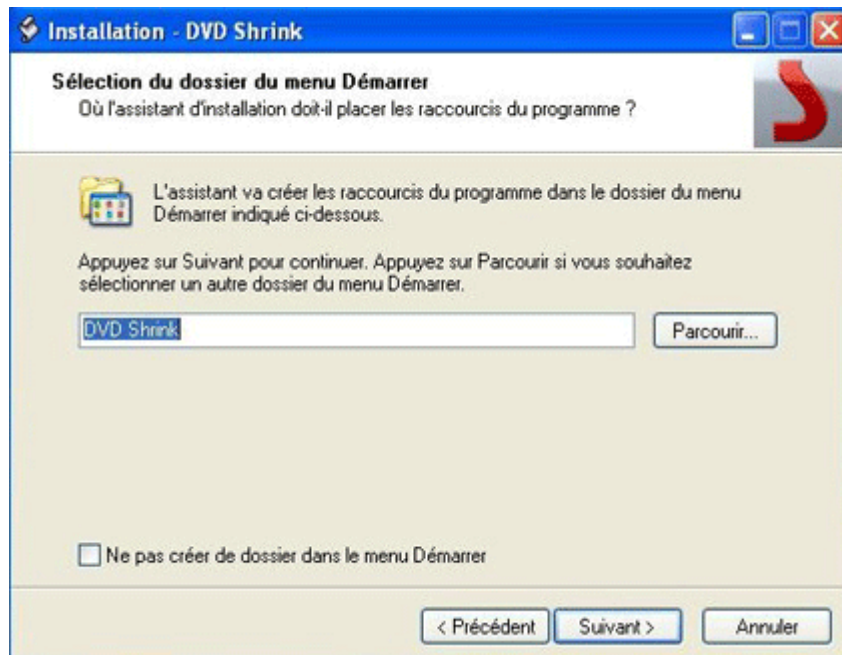 Installation - DVD Shrink
Sélection du dossier du menu Démarrer
Où l'assistant d'installation doit-il placer les raccourcis du programme ?
L'assistant va créer les raccourcis du programme dans le dossier du menu
Démarrer indiqué ci-dessous.
Appuyez sur Suivant pour continuer. Appuyez sur Parcourir si vous souhaitez
sélectionner un autre dossier du menu Démarrer.
DVD Shrink
Parcourir...
Ne pas créer de dossier dans le menu Démarrer
< Précédent
Suivant >
Annuler